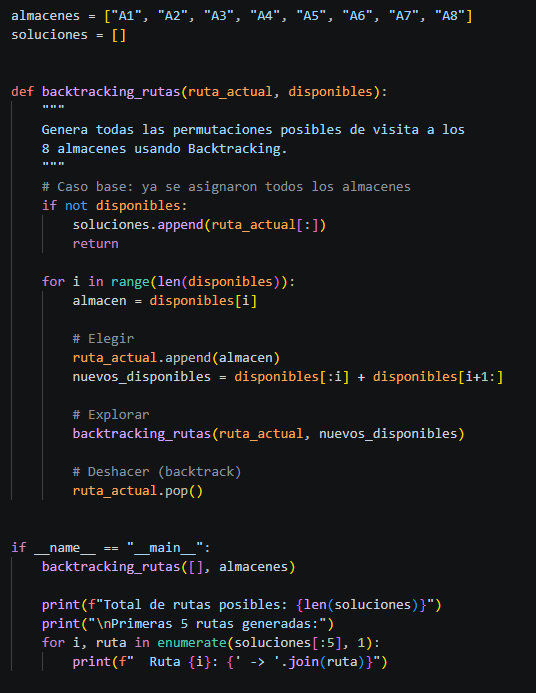 almacenes = ["A1", "A2", "A3", "A4", "A5", "A6", "A7", "A8"]
soluciones = []


def backtracking_rutas(ruta_actual, disponibles):
    """
    Genera todas las permutaciones posibles de visita a los
    8 almacenes usando Backtracking.
    """
    # Caso base: ya se asignaron todos los almacenes
    if not disponibles:
        soluciones.append(ruta_actual[:])
        return

    for i in range(len(disponibles)):
        almacen = disponibles[i]

        # Elegir
        ruta_actual.append(almacen)
        nuevos_disponibles = disponibles[:i] + disponibles[i+1:]

        # Explorar
        backtracking_rutas(ruta_actual, nuevos_disponibles)

        # Deshacer (backtrack)
        ruta_actual.pop()


if __name__ == "__main__":
    backtracking_rutas([], almacenes)

    print(f"Total de rutas posibles: {len(soluciones)}")
    print("\nPrimeras 5 rutas generadas:")
    for i, ruta in enumerate(soluciones[:5], 1):
        print(f"  Ruta {i}: {' -> '.join(ruta)}")